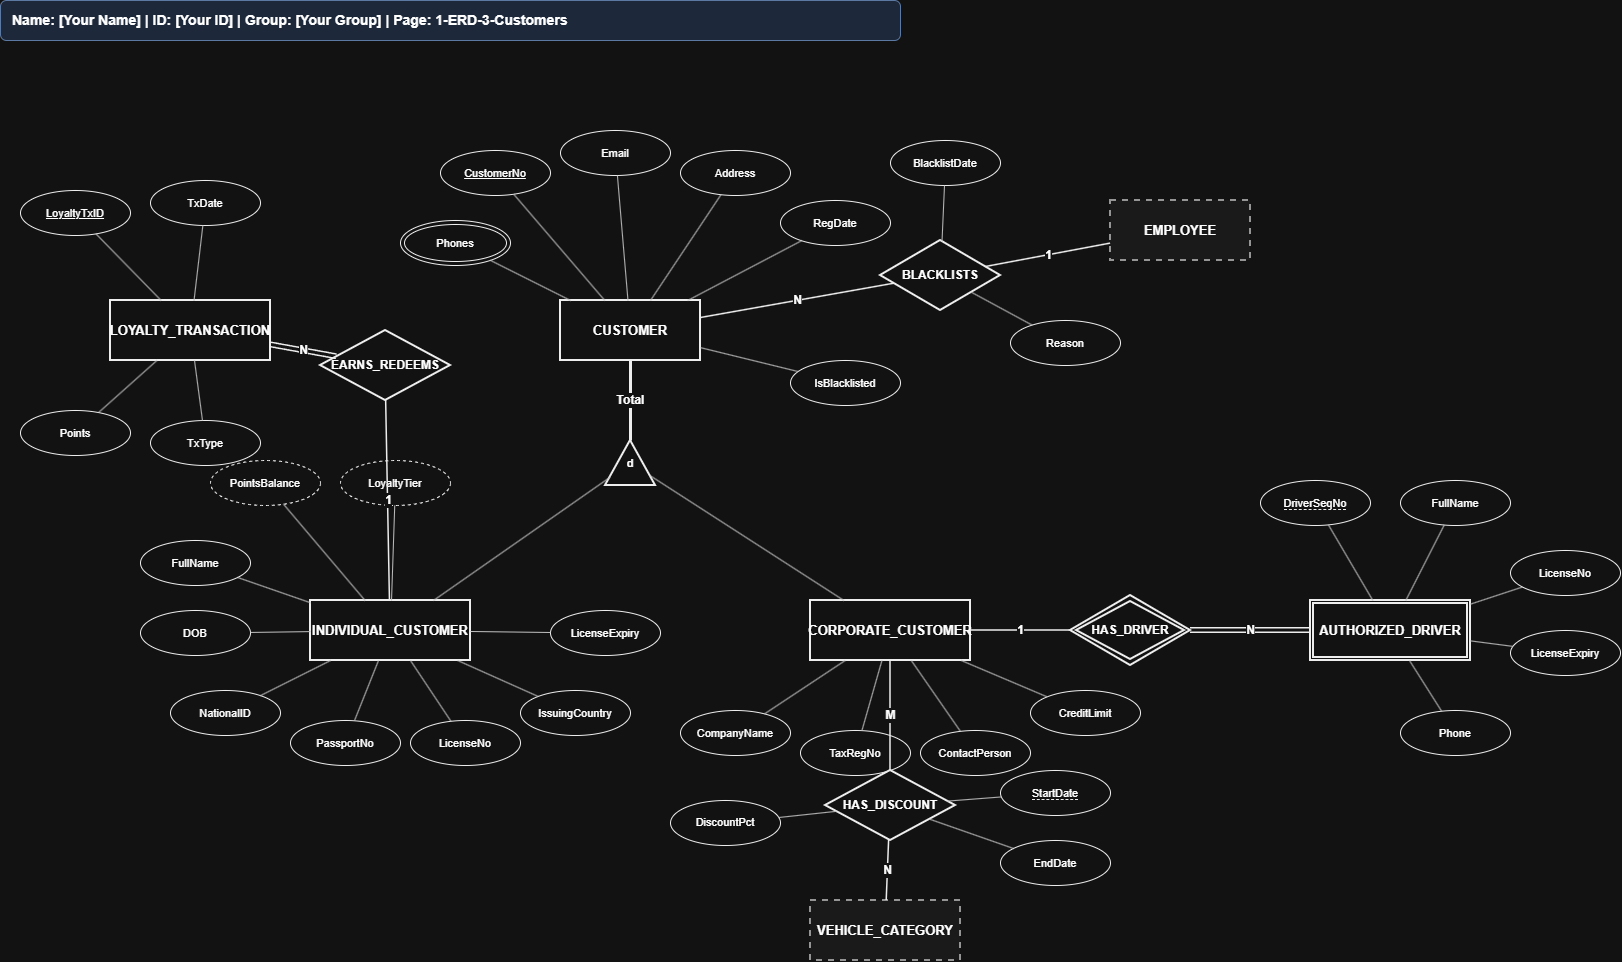 Name: [Your Name] | ID: [Your ID] | Group: [Your Group] | Page: 1-ERD-3-Customers
Email
BlacklistDate
CustomerNo
Address
TxDate
LoyaltyTxID
RegDate
EMPLOYEE
Phones
1
BLACKLISTS
N
LOYALTY_TRANSACTION
CUSTOMER
Reason
N
EARNS_REDEEMS
IsBlacklisted
Total
Points
TxType
d
PointsBalance
LoyaltyTier
1
DriverSeqNo
FullName
FullName
LicenseNo
DOB
INDIVIDUAL_CUSTOMER
LicenseExpiry
CORPORATE_CUSTOMER
1
HAS_DRIVER
N
AUTHORIZED_DRIVER
LicenseExpiry
NationalID
IssuingCountry
M
CreditLimit
PassportNo
LicenseNo
CompanyName
Phone
TaxRegNo
ContactPerson
StartDate
HAS_DISCOUNT
DiscountPct
EndDate
N
VEHICLE_CATEGORY